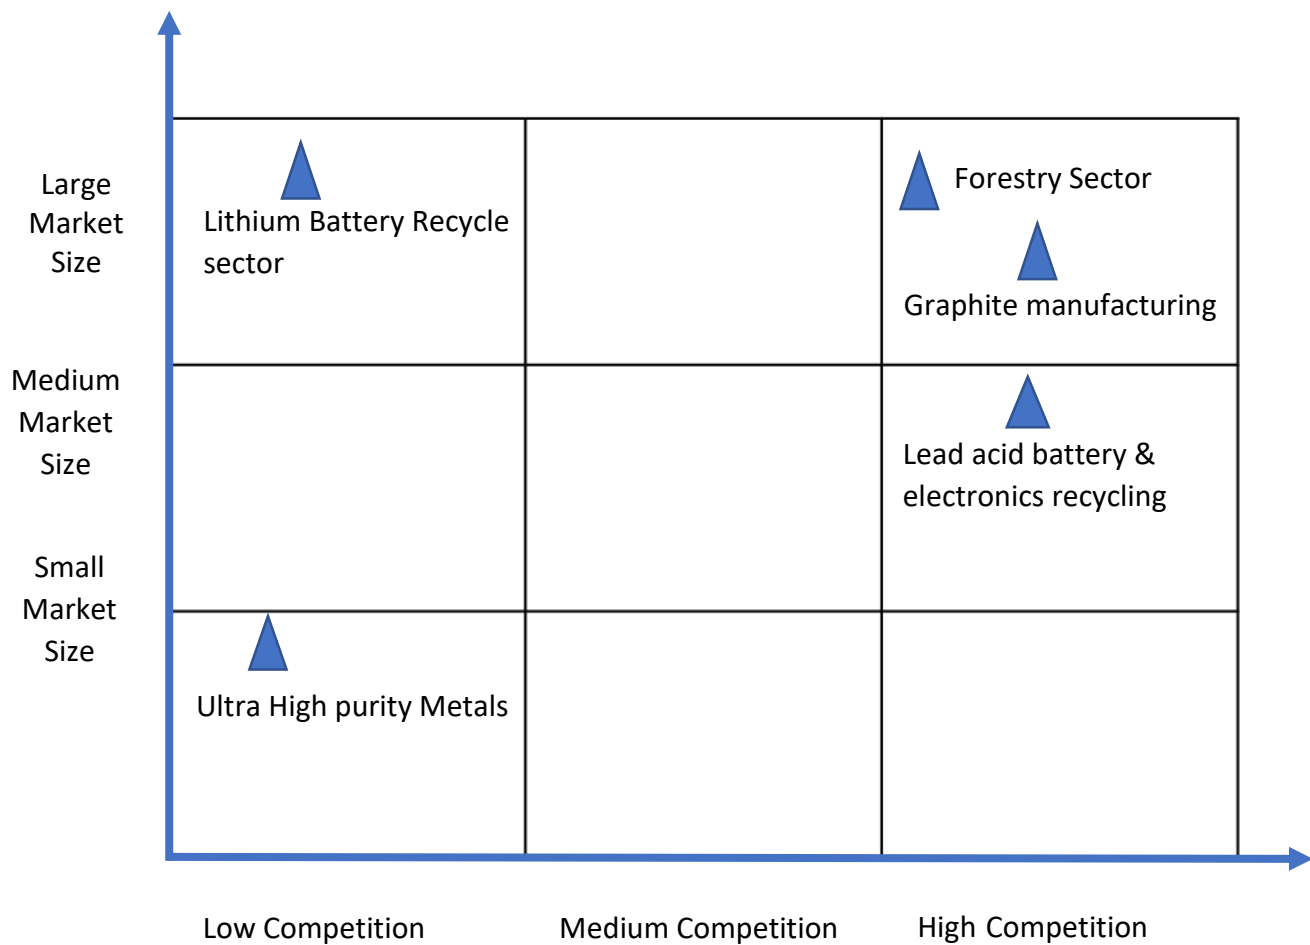 Large
Market
Size
Lithium Battery Recycle
sector
Forestry Sector
Graphite manufacturing
Medium
Market
Size
Lead acid battery &
electronics recycling
Small
Market
Size
Ultra High purity Metals
Low Competition
Medium Competition
High Competition